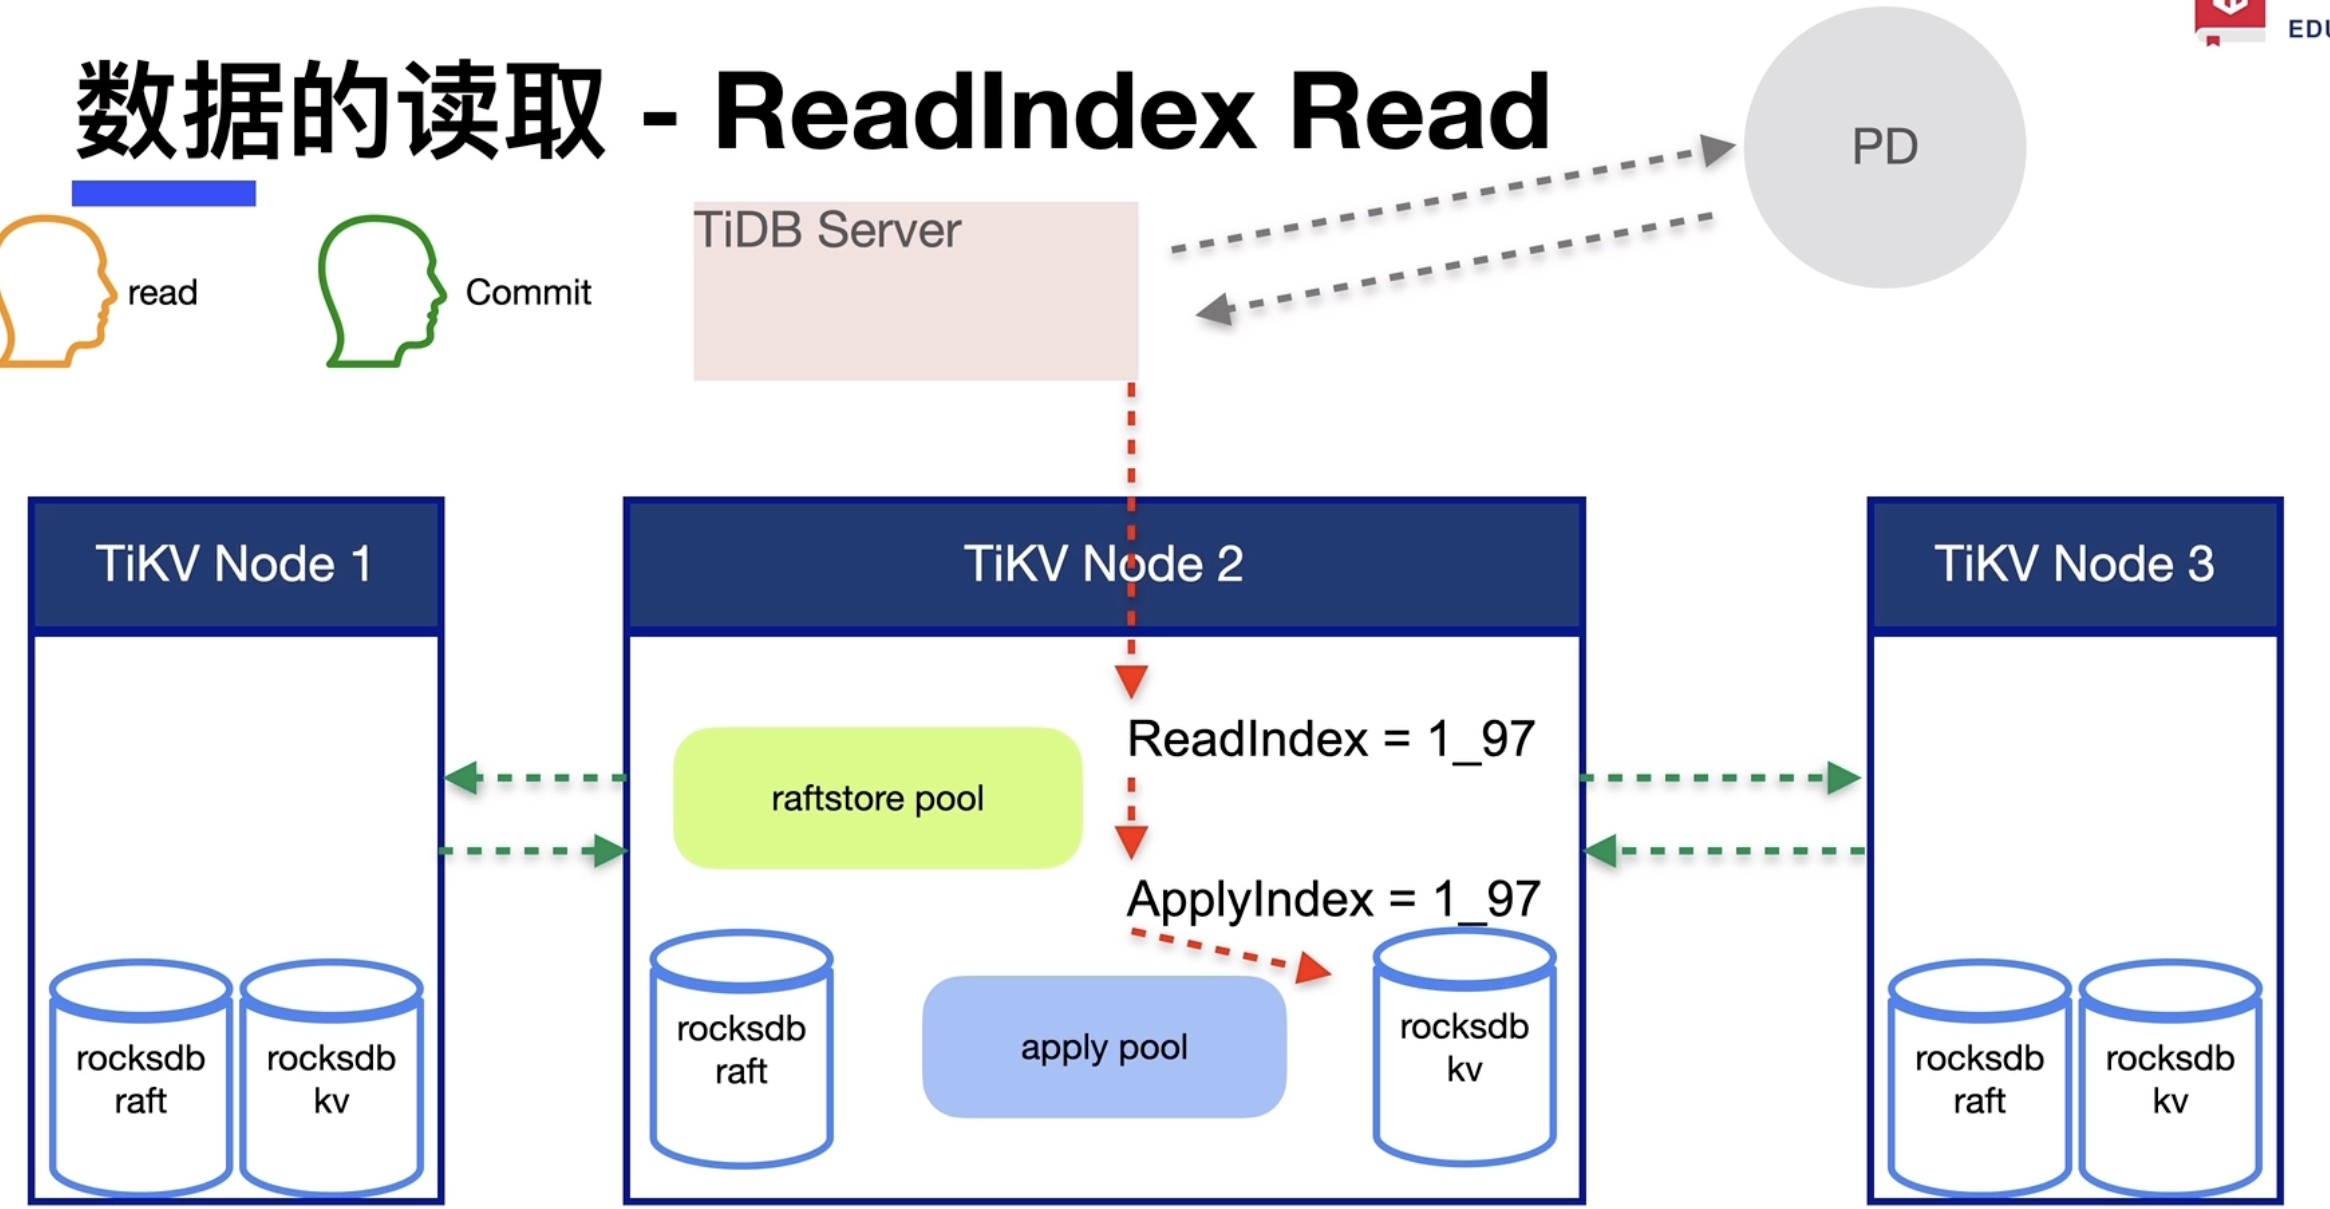 数据的读取 - ReadIndex Read
EDU
PD
TiDB Server
read
Commit
TiKV Node 1
TiKV Node 2
TiKV Node 3
ReadIndex = 1_97
raftstore pool
ApplyIndex = 1_97
rocksdb
raft
rocksdb
kv
rocksdb
raft
apply pool
rocksdb
kv
rocksdb
raft
rocksdb
kv